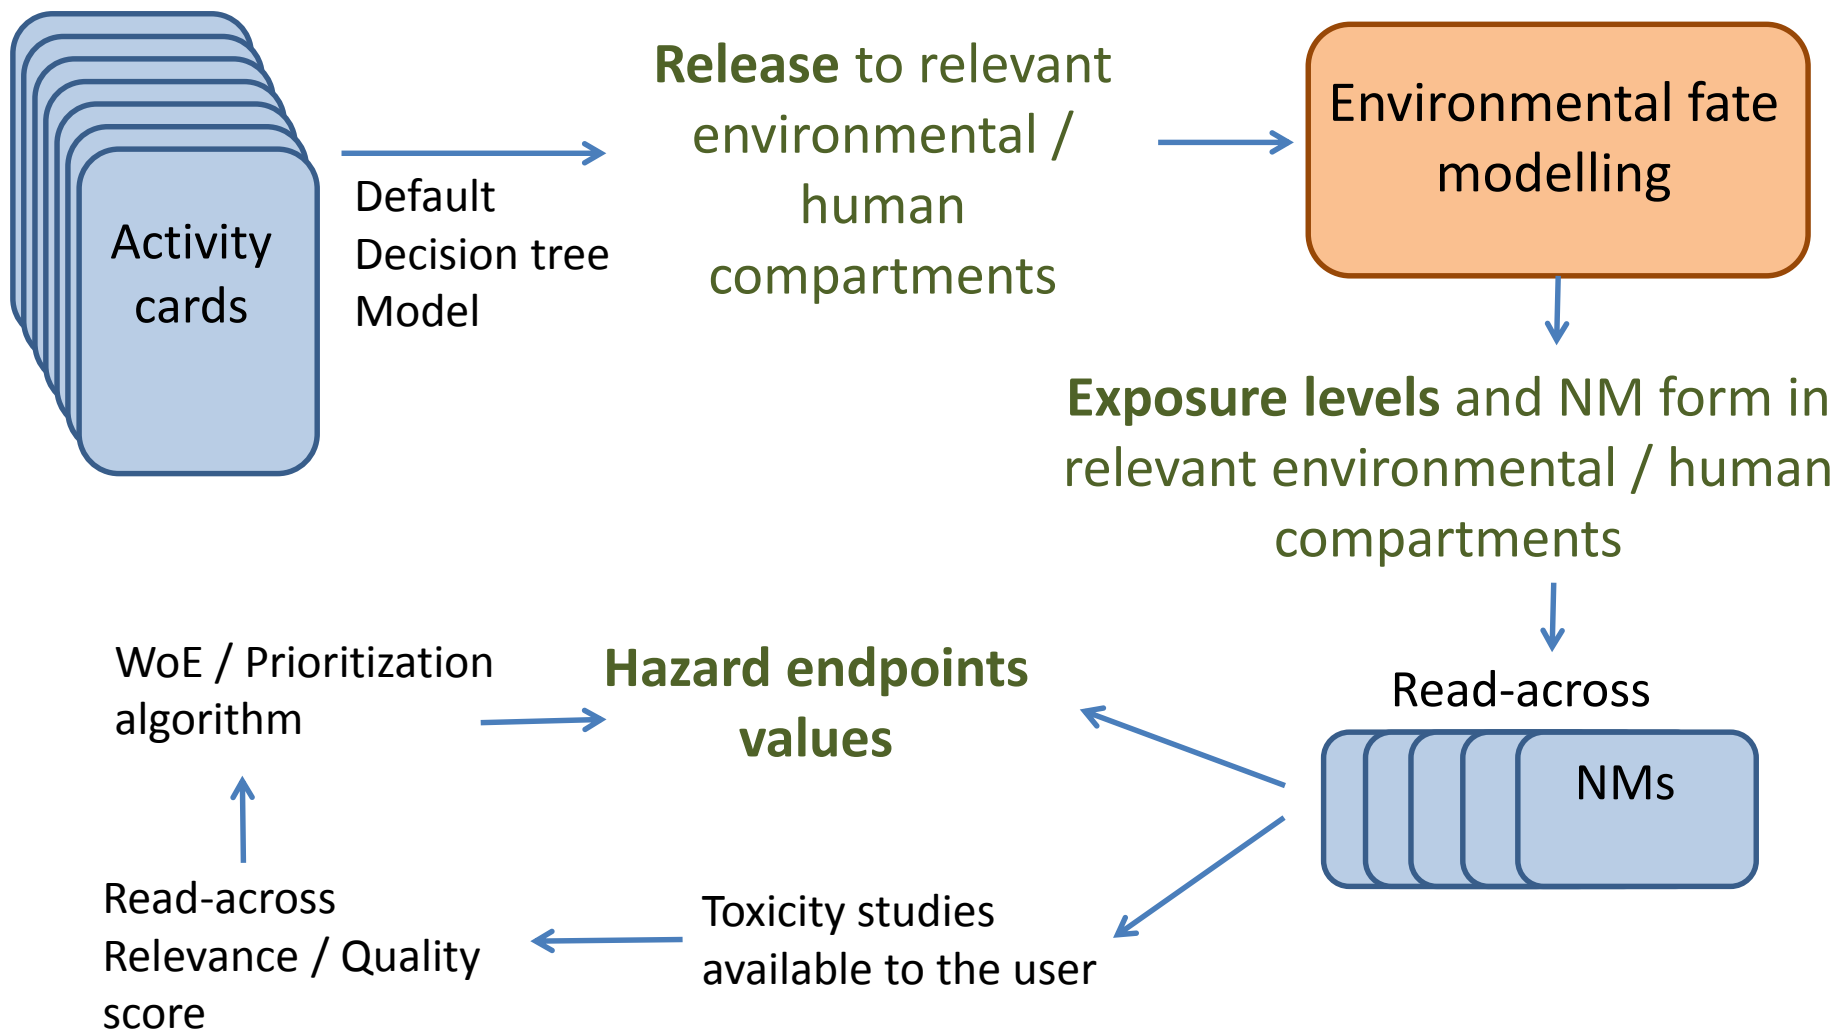 Activity
cards
Default
Decision tree
Model
Release to relevant
environmental /
human
compartments
Environmental fate
modelling
Exposure levels and NM form in
relevant environmental / human
compartments
Read-across
NMs
Hazard endpoints
values
Toxicity studies
available to the user
Read-across
Relevance / Quality
score
WoE / Prioritization
algorithm